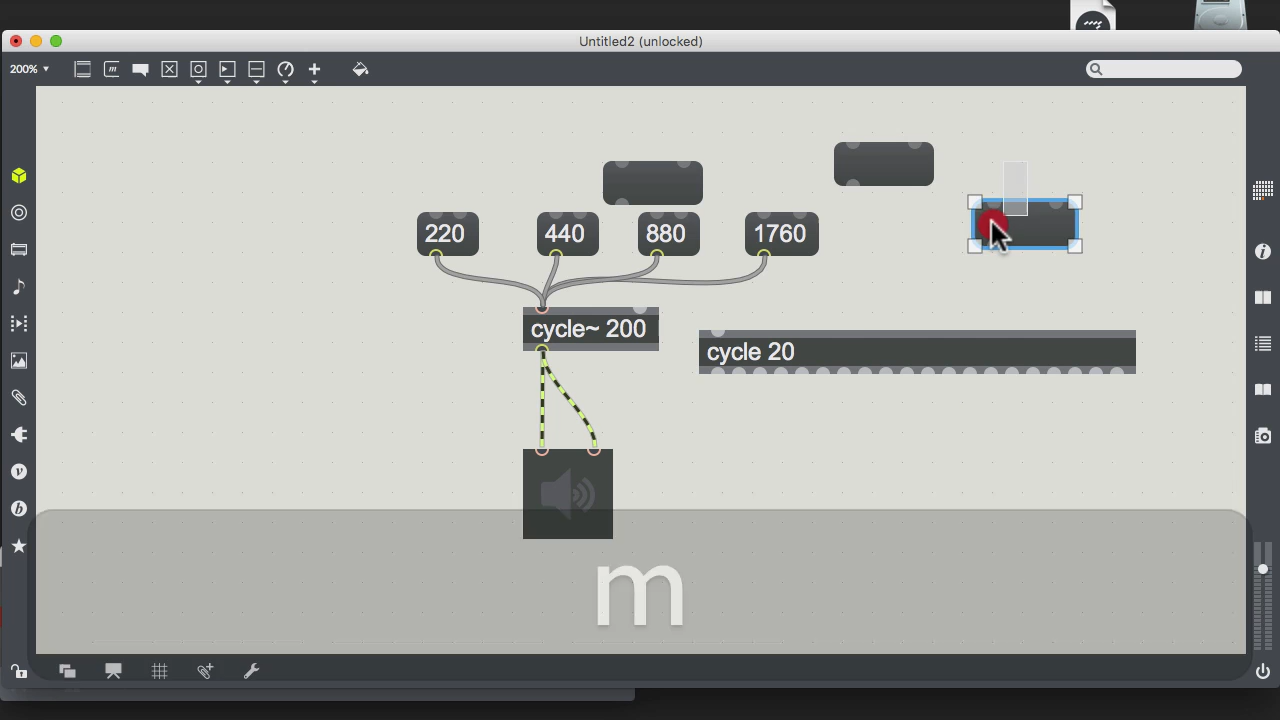 Untitled2 (unlocked)
200%
m
220
440
880
1760
cycle~ 200
cycle 20
v
b
m